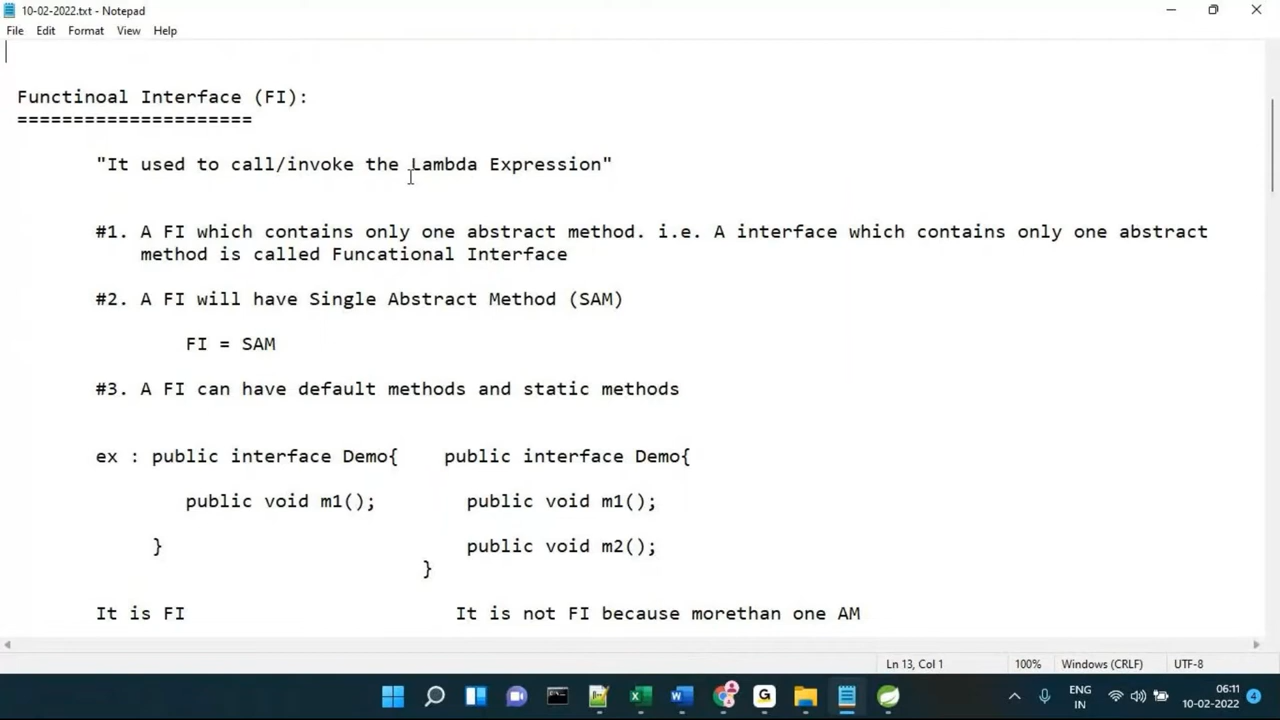 10-02-2022.txt - Notepad
File Edit Format View Help
Functinoal Interface (FI):
=====================
"It used to call/invoke the Lambda Expression"
#1. A FI which contains only one abstract method. i.e. A interface which contains only one abstract
method is called Funcational Interface
#2. A FI will have Single Abstract Method (SAM)
FI = SAM
#3. A FI can have default methods and static methods
ex : public interface Demo{ public interface Demo{
public void m1(); public void m1();
} public void m2();
}
It is FI It is not FI because morethan one AM
Ln 13, Col 1 100% Windows (CRLF) UTF-8
ENG 06:11
IN 10-02-2022 4